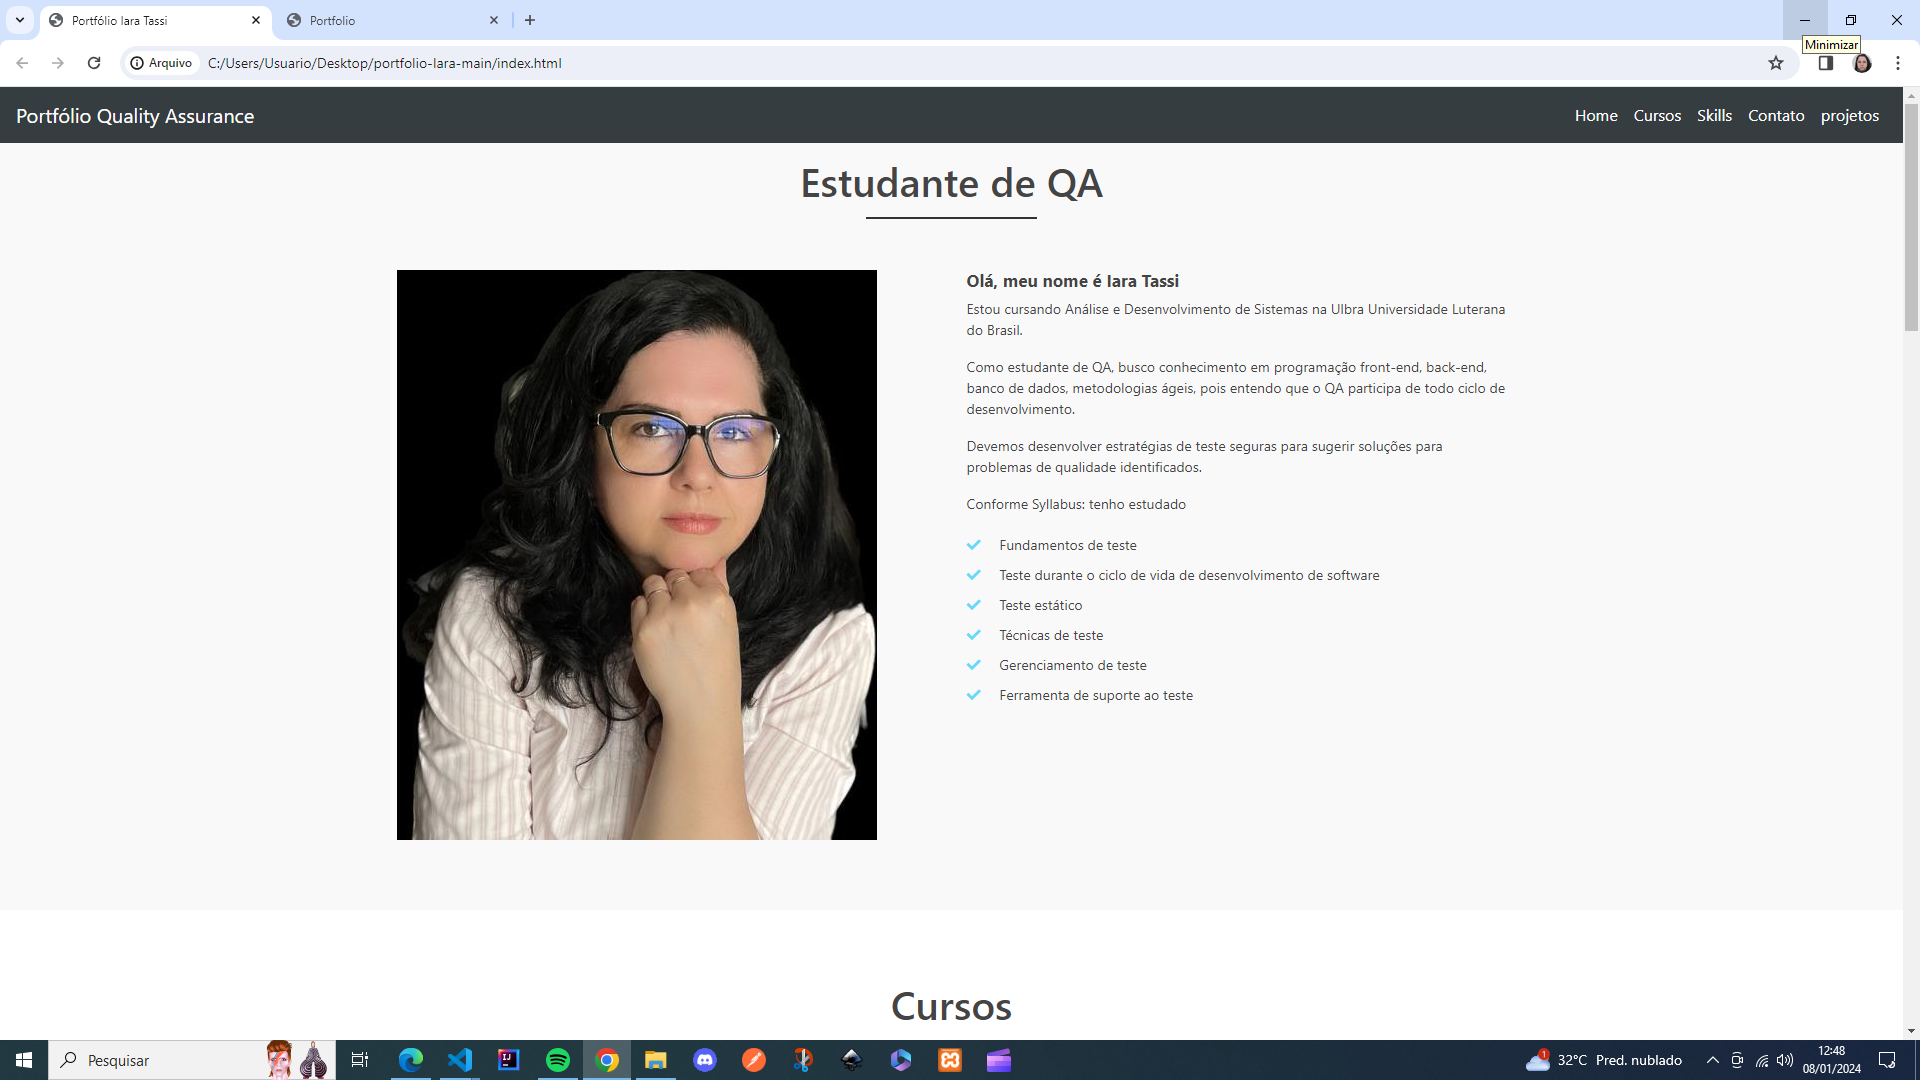 Portfólio Iara Tassi
Portfolio
Minimizar
Arquivo
C:/Users/Usuario/Desktop/portfolio-Iara-main/index.html
Portfólio Quality Assurance
Home Cursos Skills Contato projetos
Estudante de QA
Olá, meu nome é Iara Tassi
Estou cursando Análise e Desenvolvimento de Sistemas na Ulbra Universidade Luterana
do Brasil.
Como estudante de QA, busco conhecimento em programação front-end, back-end,
banco de dados, metodologias ágeis, pois entendo que o QA participa de todo ciclo de
desenvolvimento.
Devemos desenvolver estratégias de teste seguras para sugerir soluções para
problemas de qualidade identificados.
Conforme Syllabus: tenho estudado
Fundamentos de teste
Teste durante o ciclo de vida de desenvolvimento de software
Teste estático
Técnicas de teste
Gerenciamento de teste
Ferramenta de suporte ao teste
Cursos
Pesquisar
1
32°C Pred. nublado
12:48
08/01/2024